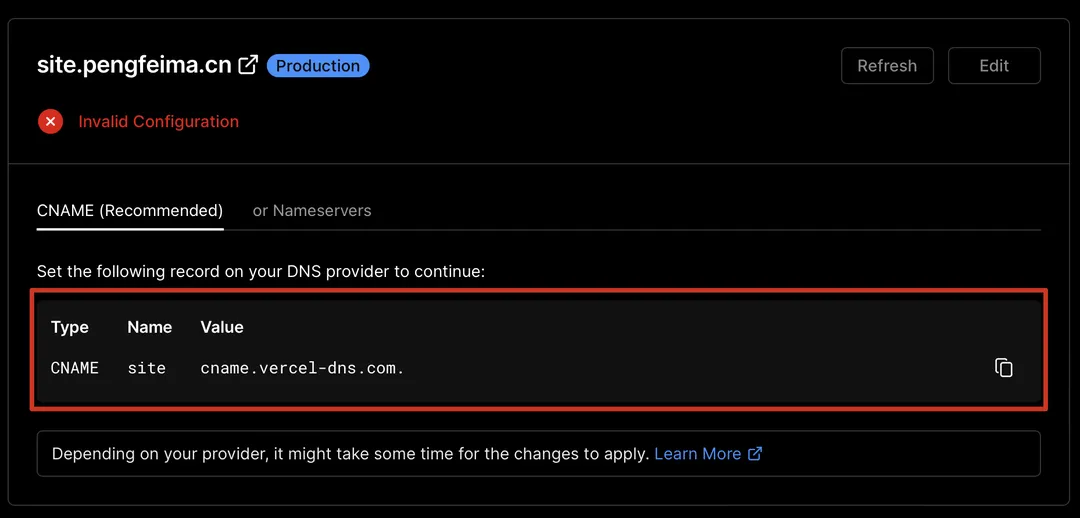 site.pengfeima.cn Production Refresh Edit
Invalid Configuration
CNAME (Recommended) or Nameservers
Set the following record on your DNS provider to continue:
Type Name Value
CNAME site cname.vercel-dns.com.
Depending on your provider, it might take some time for the changes to apply. Learn More